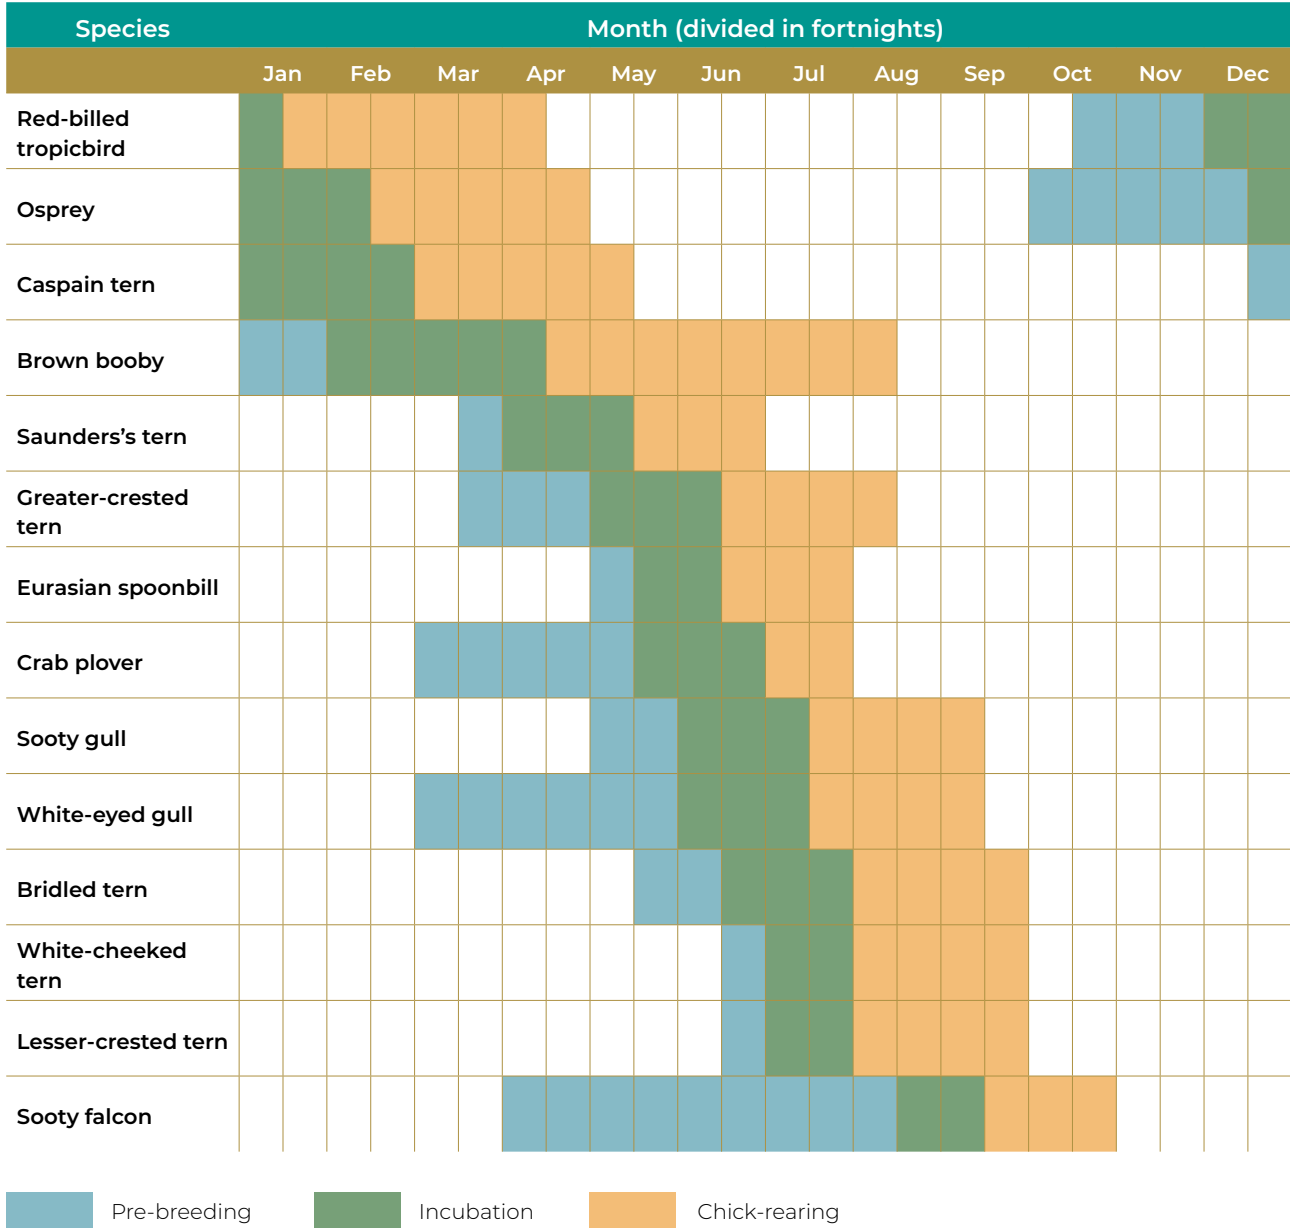 Species Month (divided in fortnights)
Jan Feb Mar Apr May Jun Jul Aug Sep Oct Nov Dec
Red-billed
tropicbird
Osprey
Caspain tern
Brown booby
Saunders's tern
Greater-crested
tern
Eurasian spoonbill
Crab plover
Sooty gull
White-eyed gull
Bridled tern
White-cheeked
tern
Lesser-crested tern
Sooty falcon
Pre-breeding Incubation Chick-rearing